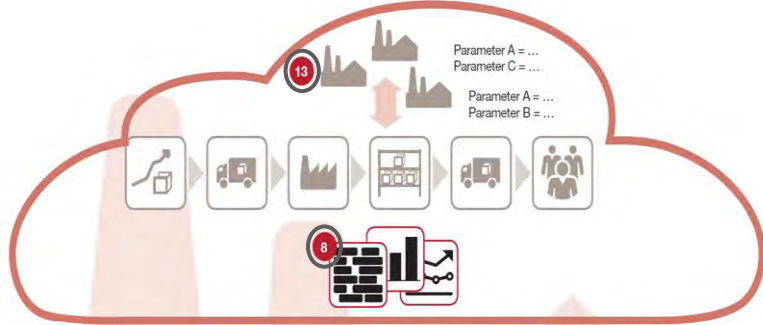 13
Parameter A = ...
Parameter C = ...
Parameter A = ...
Parameter B = ...
8